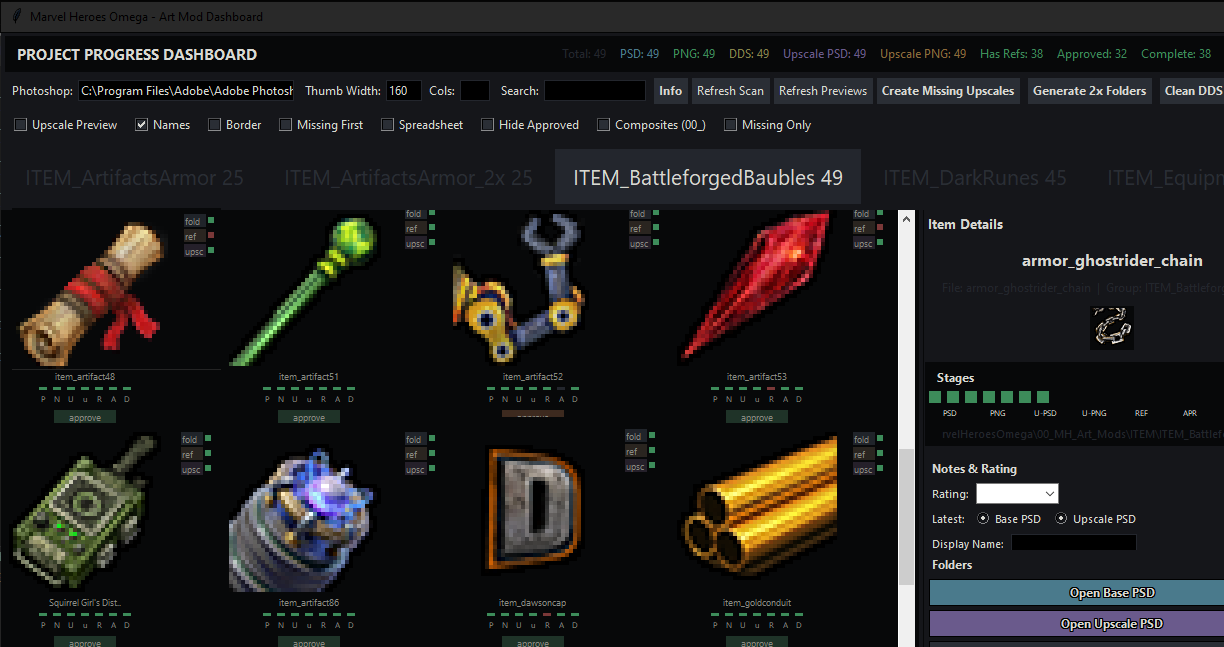 Marvel Heroes Omega - Art Mod Dashboard
PROJECT PROGRESS DASHBOARD
Total: 49 PSD: 49 PNG: 49 DDS: 49 Upscale PSD: 49 Upscale PNG: 49 Has Refs: 38 Approved: 32 Complete: 38
Photoshop: C:\Program Files\Adobe\Adobe Photosh Thumb Width: 160 Cols: Search: Info Refresh Scan Refresh Previews Create Missing Upscales Generate 2x Folders Clean DDS
Upscale Preview Names Border Missing First Spreadsheet Hide Approved Composites (00_) Missing Only
ITEM_ArtifactsArmor 25 ITEM_ArtifactsArmor_2x 25 ITEM_BattleforgedBaubles 49 ITEM_DarkRunes 45 ITEM_Equipm
fold fold fold fold
ref ref ref ref
upsc upsc upsc upsc
item_artifact48 item_artifact51 item_artifact52 item_artifact53
P N U u R A D P N U u R A D P N U u R A D P N U u R A D
approve approve approve approve
fold fold fold fold
ref ref ref ref
upsc upsc upsc upsc
D
Squirrel Girl's Dist.. item_artifact86 item_dawsoncap item_goldconduit
P N U u R A D P N U u R A D P N U u R A D P N U u R A D
approve approve approve approve
Item Details
armor_ghostrider_chain
File: armor_ghostrider_chain | Group: ITEM_Battlefor
Stages
PSD PNG U-PSD U-PNG REF APR
rvelHeroesOmega\00_MH_Art_Mods\ITEM\ITEM_Battlef
Notes & Rating
Rating:
Latest: Base PSD Upscale PSD
Display Name:
Folders
Open Base PSD
Open Upscale PSD